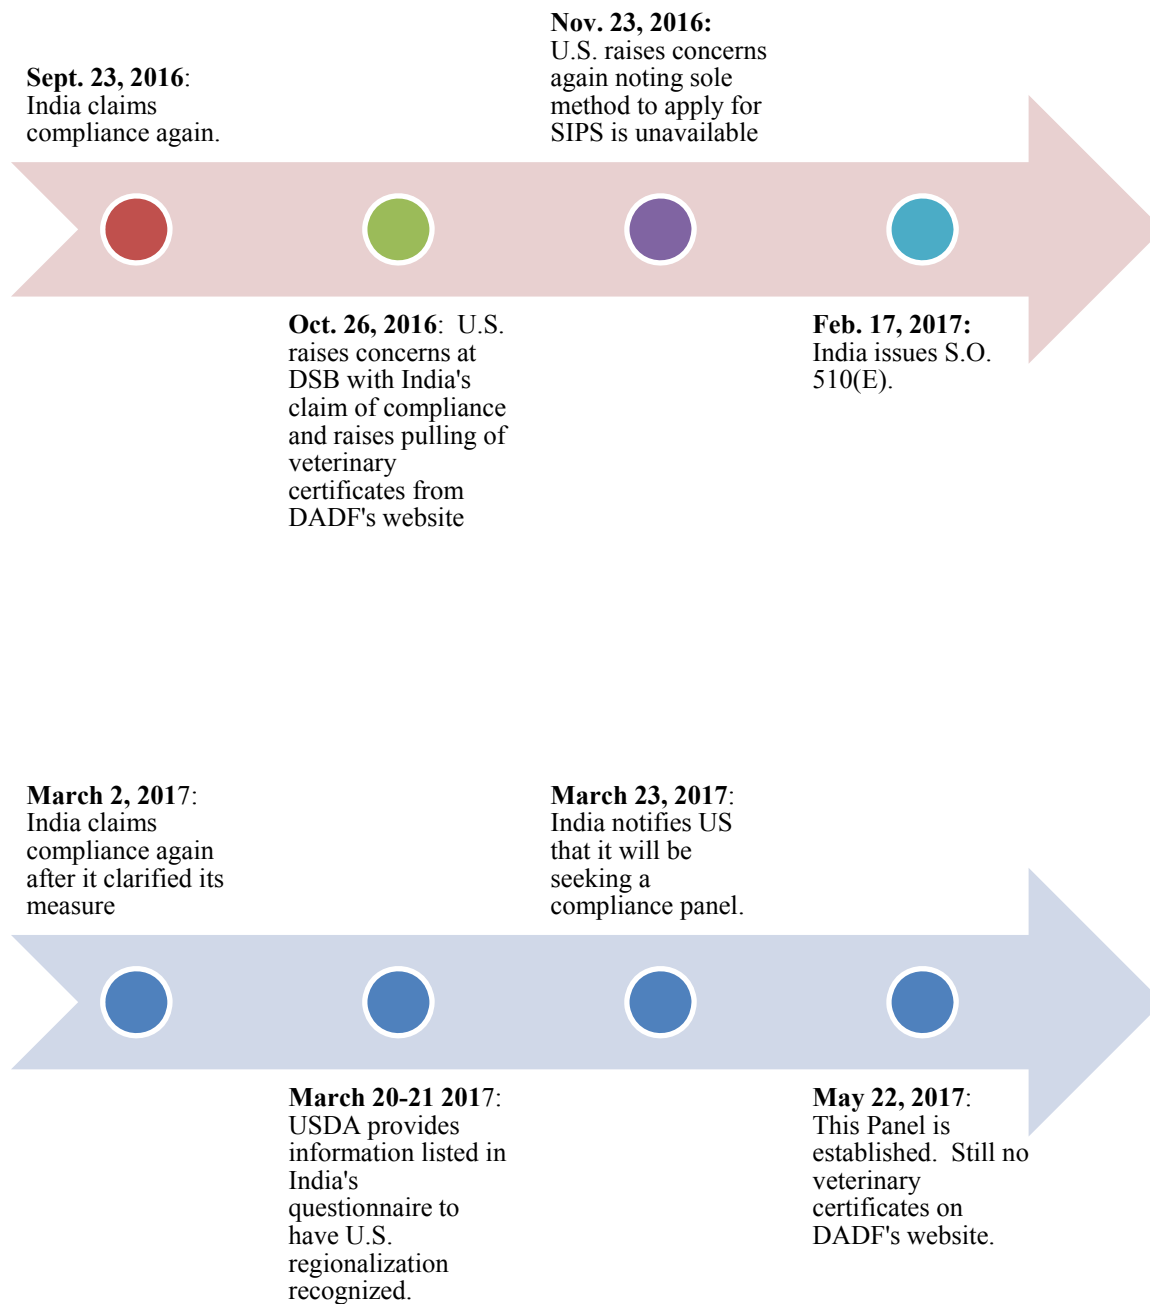 Sept. 23, 2016:
India claims
compliance again.
Oct. 26, 2016:  U.S.
raises concerns at
DSB with India's
claim of compliance
and raises pulling of
veterinary
certificates from
DADF's website
Nov. 23, 2016:
U.S. raises concerns
again noting sole
method to apply for
SIPS is unavailable
Feb. 17, 2017:
India issues S.O.
510(E).
March 2, 2017:
India claims
compliance again
after it clarified its
measure
March 20-21 2017:
USDA provides
information listed in
India's
questionnaire to
have U.S.
regionalization
recognized.
March 23, 2017:
India notifies US
that it will be
seeking a
compliance panel.
May 22, 2017:
This Panel is
established.  Still no
veterinary
certificates on
DADF's website.